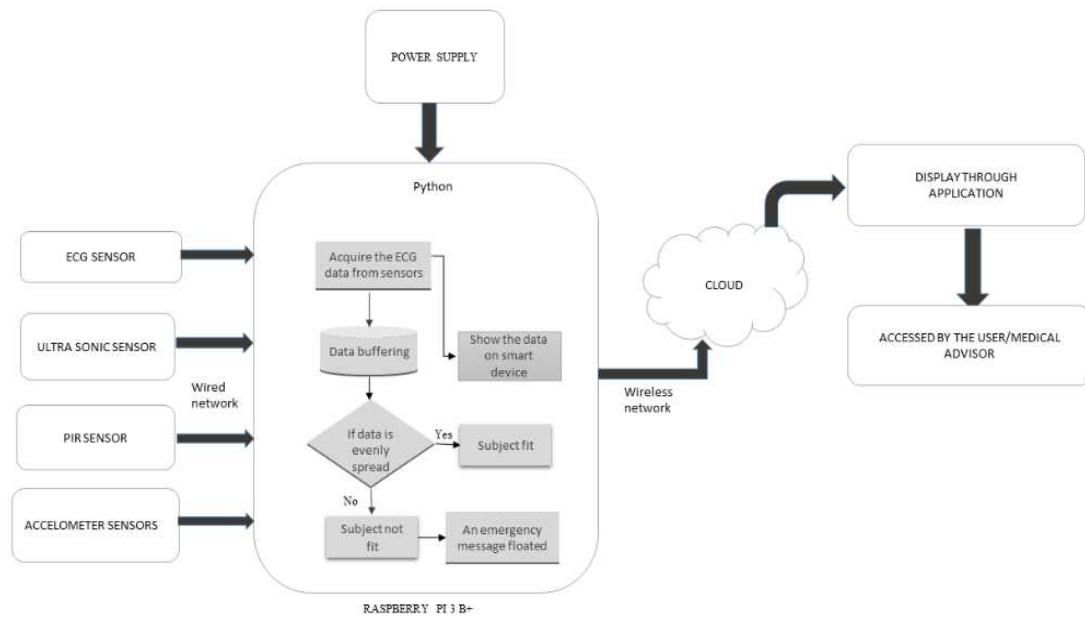 POWER SUPPLY
Python
ECG SENSOR
ULTRA SONIC SENSOR
Wired
network
PIR SENSOR
ACCELOMETER SENSORS
Acquire the ECG
data from sensors
Data buffering
Show the data
on smart
device
If data is
evenly
spread
Yes
Subject fit
No
Subject not
fit
An emergency
message floated
RASPBERRY PI 3 B+
Wireless
network
CLOUD
DISPLAY THROUGH
APPLICATION
ACCESSED BY THE USER/MEDICAL
ADVISOR